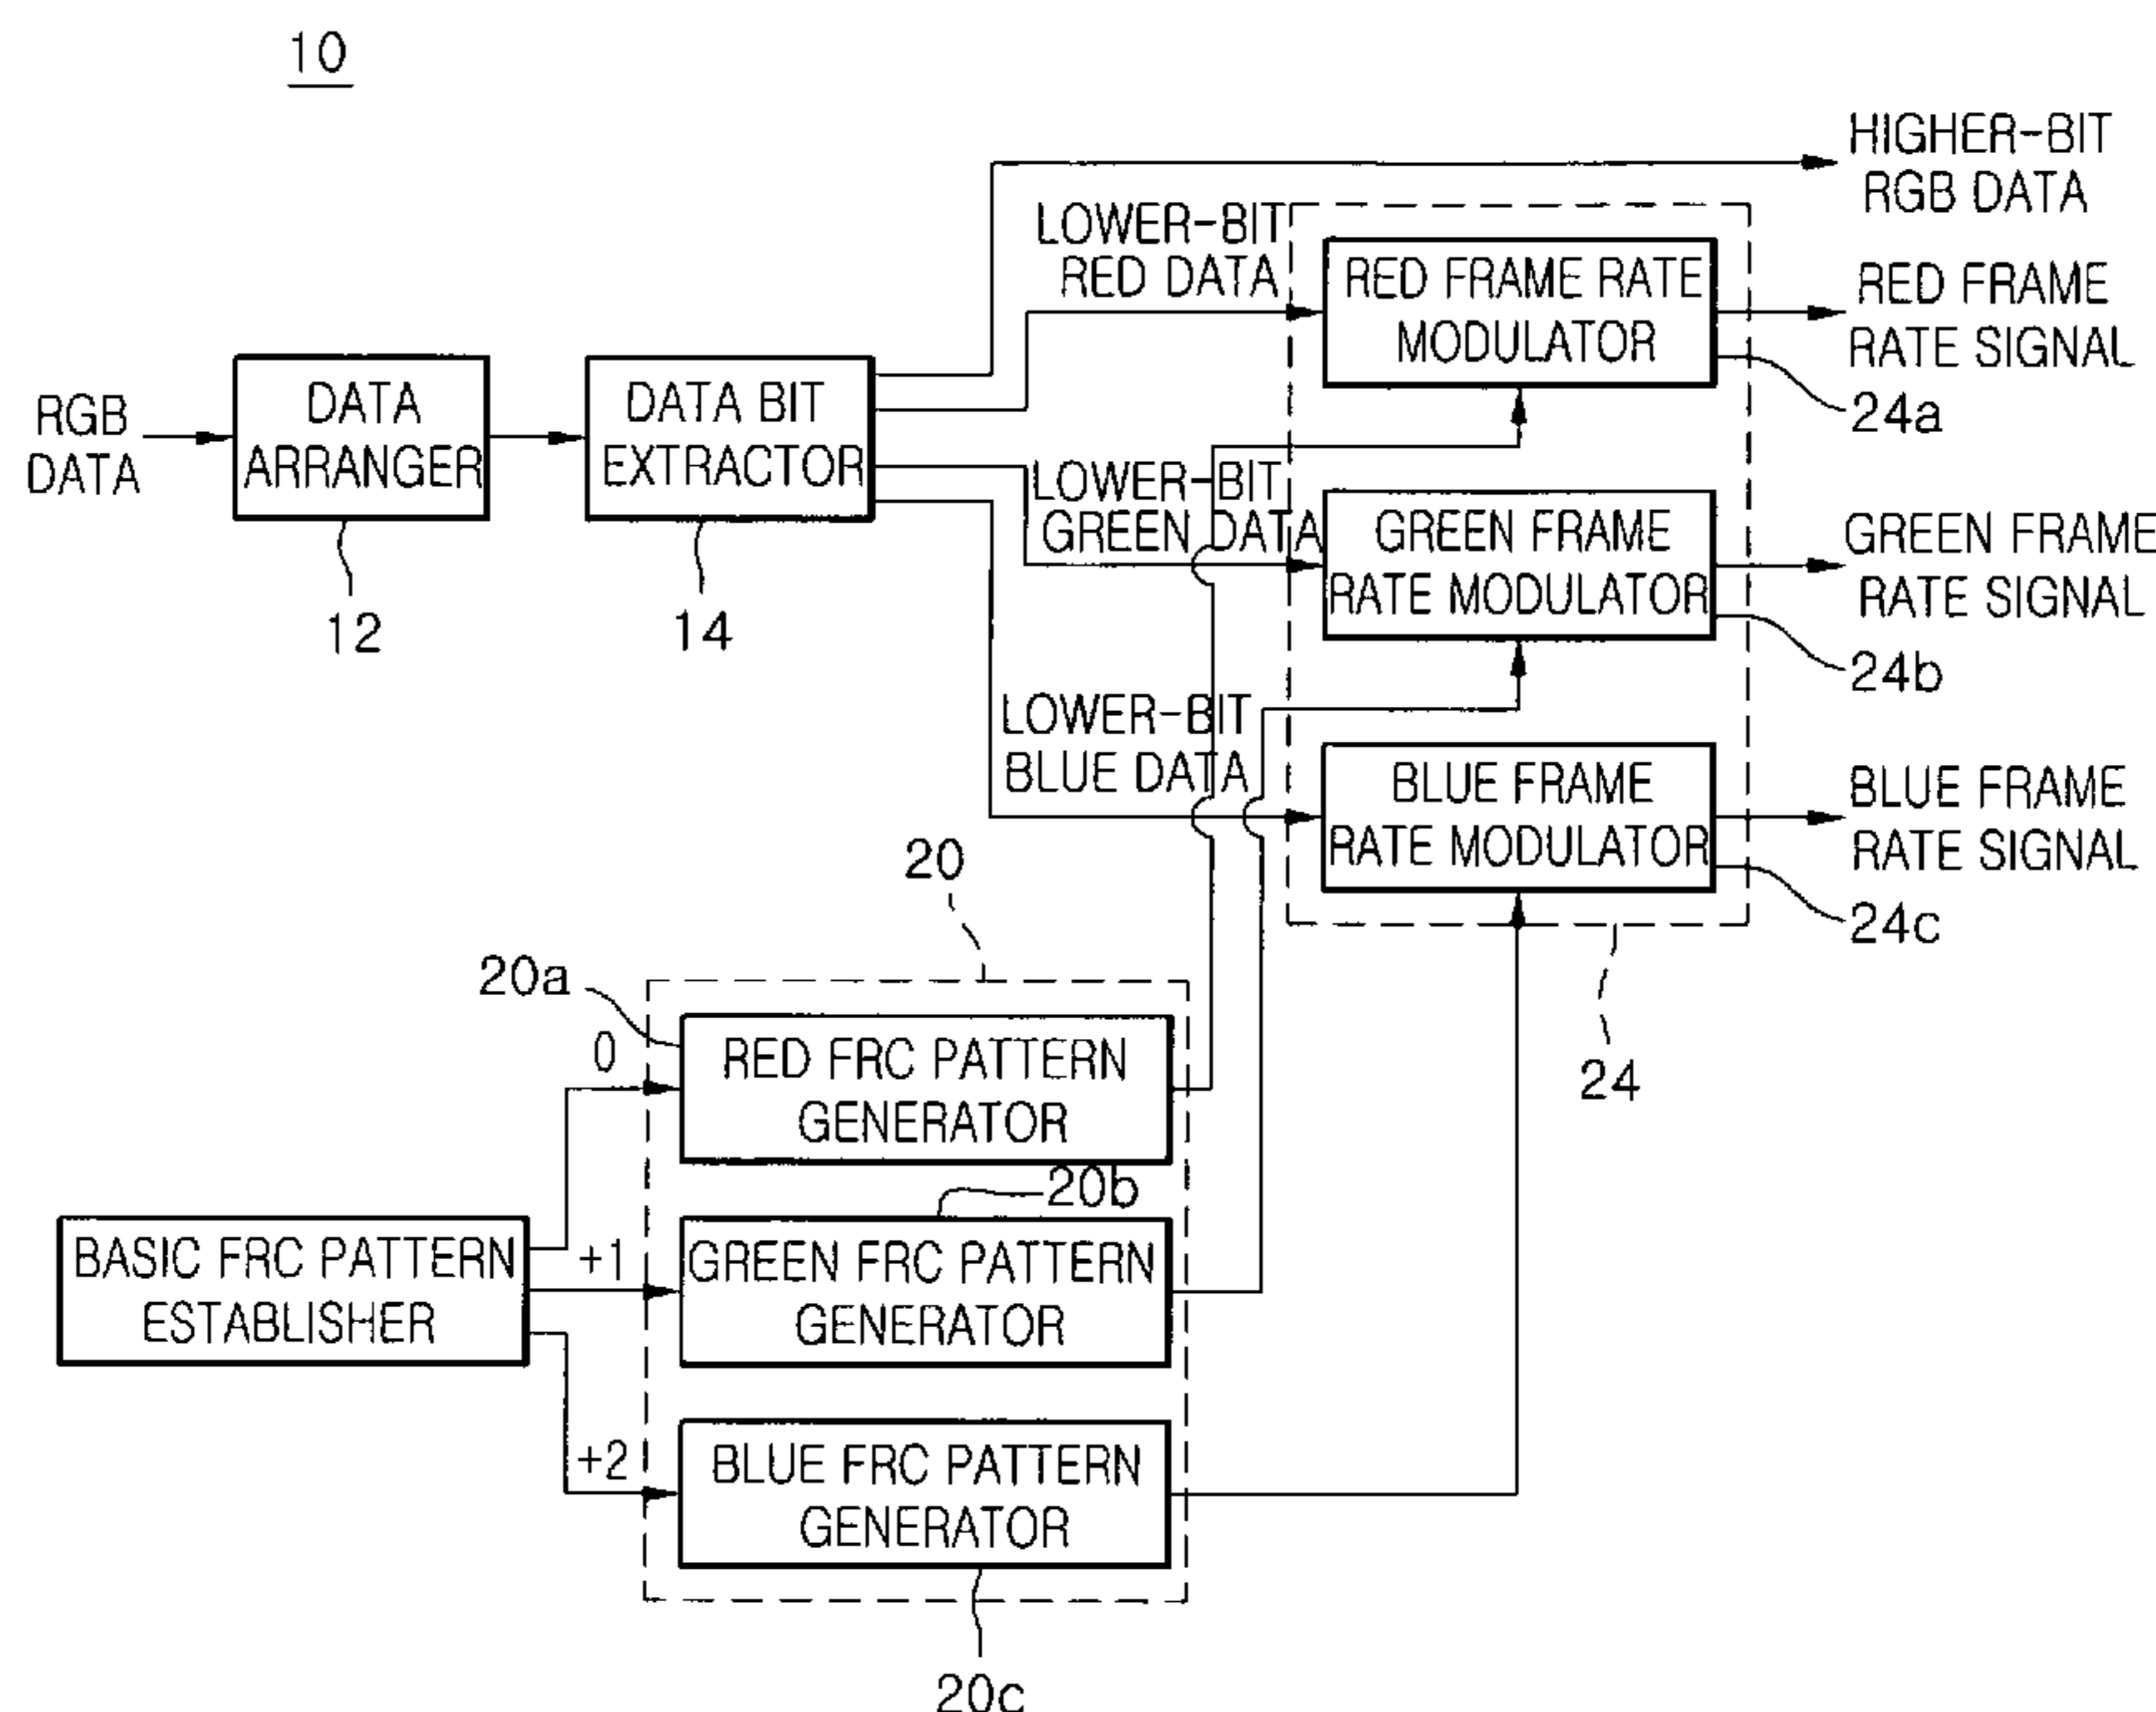 10
HIGHER-BIT
RGB DATA
LOWER-BIT
RED DATA
RED FRAME RATE
MODULATOR
RED FRAME
RATE SIGNAL
24a
RGB
DATA
DATA
ARRANGER
DATA BIT
EXTRACTOR
12
14
LOWER-BIT
GREEN DATA
GREEN FRAME
RATE MODULATOR
GREEN FRAME
RATE SIGNAL
24b
LOWER-BIT
BLUE DATA
BLUE FRAME
RATE MODULATOR
BLUE FRAME
RATE SIGNAL
24c
24
20
20a
0
RED FRC PATTERN
GENERATOR
20b
BASIC FRC PATTERN
ESTABLISHER
+1
GREEN FRC PATTERN
GENERATOR
+2
BLUE FRC PATTERN
GENERATOR
20c